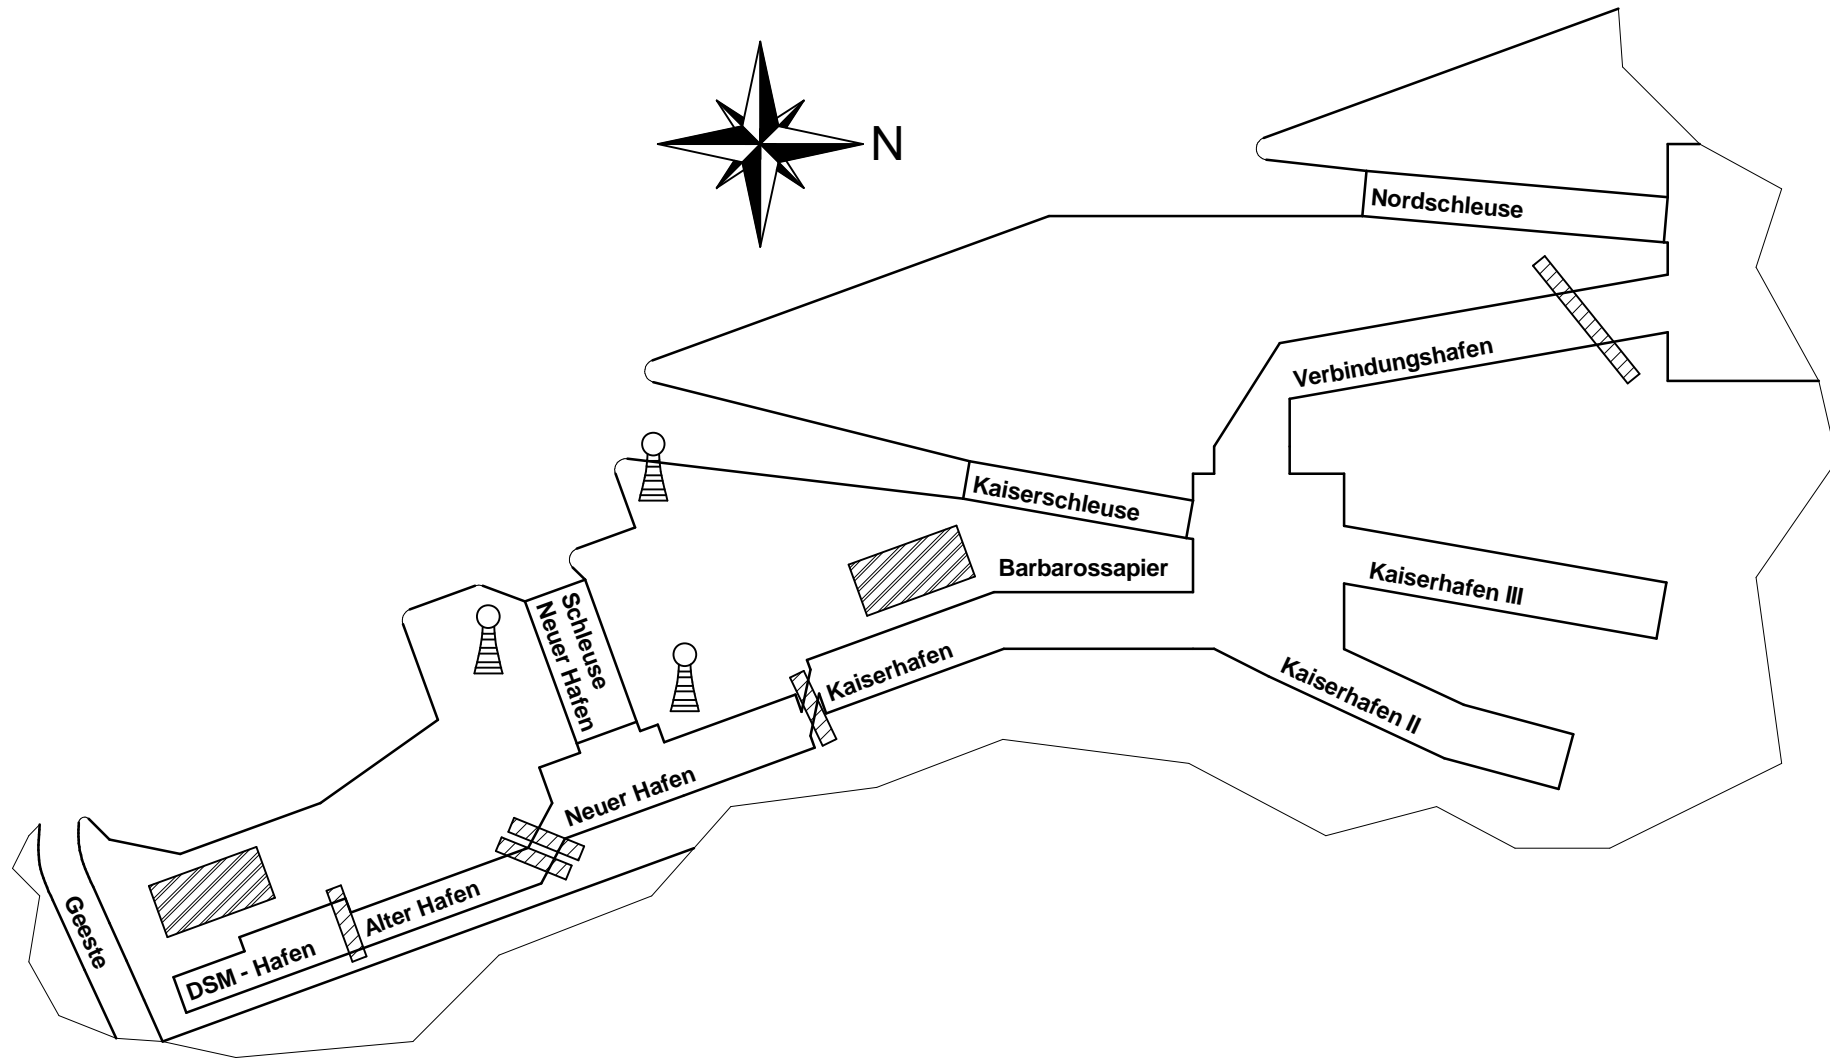 N
Nordschleuse
Verbindungshafen
Kaiserschleuse
Barbarossapier
Kaiserhafen III
Schleuse
Neuer Hafen
Kaiserhafen
Kaiserhafen II
Neuer Hafen
Alter Hafen
Geeste
DSM - Hafen